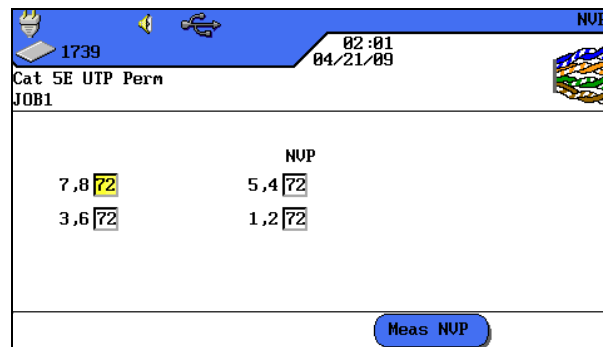 NVP
1739
02:01
04/21/09
Cat 5E UTP Perm
JOB1
NVP
7,8 72
5,4 72
3,6 72
1,2 72
Meas NVP